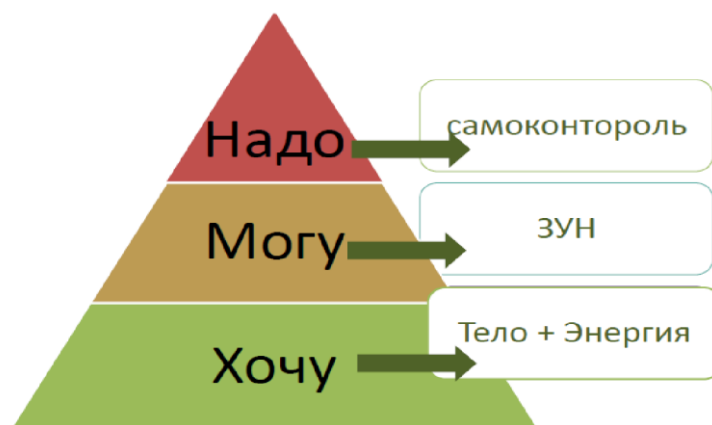 Надо
самоконтороль
Могу
ЗУН
Хочу
Тело + Энергия